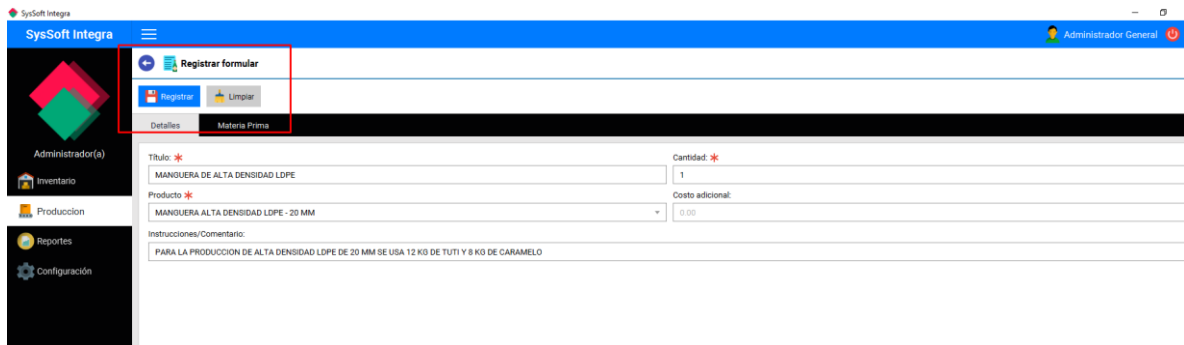 SysSoft Integra
SysSoft Integra
Administrador General
Registrar formular
Registrar
Limpiar
Detalles
Materia Prima
Administrador(a)
Inventario
Produccion
Reportes
Configuración
Título: *
MANGUERA DE ALTA DENSIDAD LDPE
Cantidad: *
1
Producto *
MANGUERA ALTA DENSIDAD LDPE - 20 MM
Costo adicional:
0.00
Instrucciones/Comentario:
PARA LA PRODUCCION DE ALTA DENSIDAD LDPE DE 20 MM SE USA 12 KG DE TUTI Y 8 KG DE CARAMELO